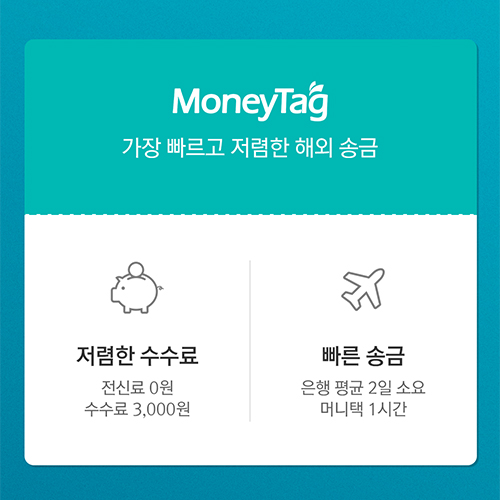 MoneyTag
가장 빠르고 저렴한 해외 송금
저렴한 수수료
전신료 0원
수수료 3,000원
빠른 송금
은행 평균 2일 소요
머니택 1시간